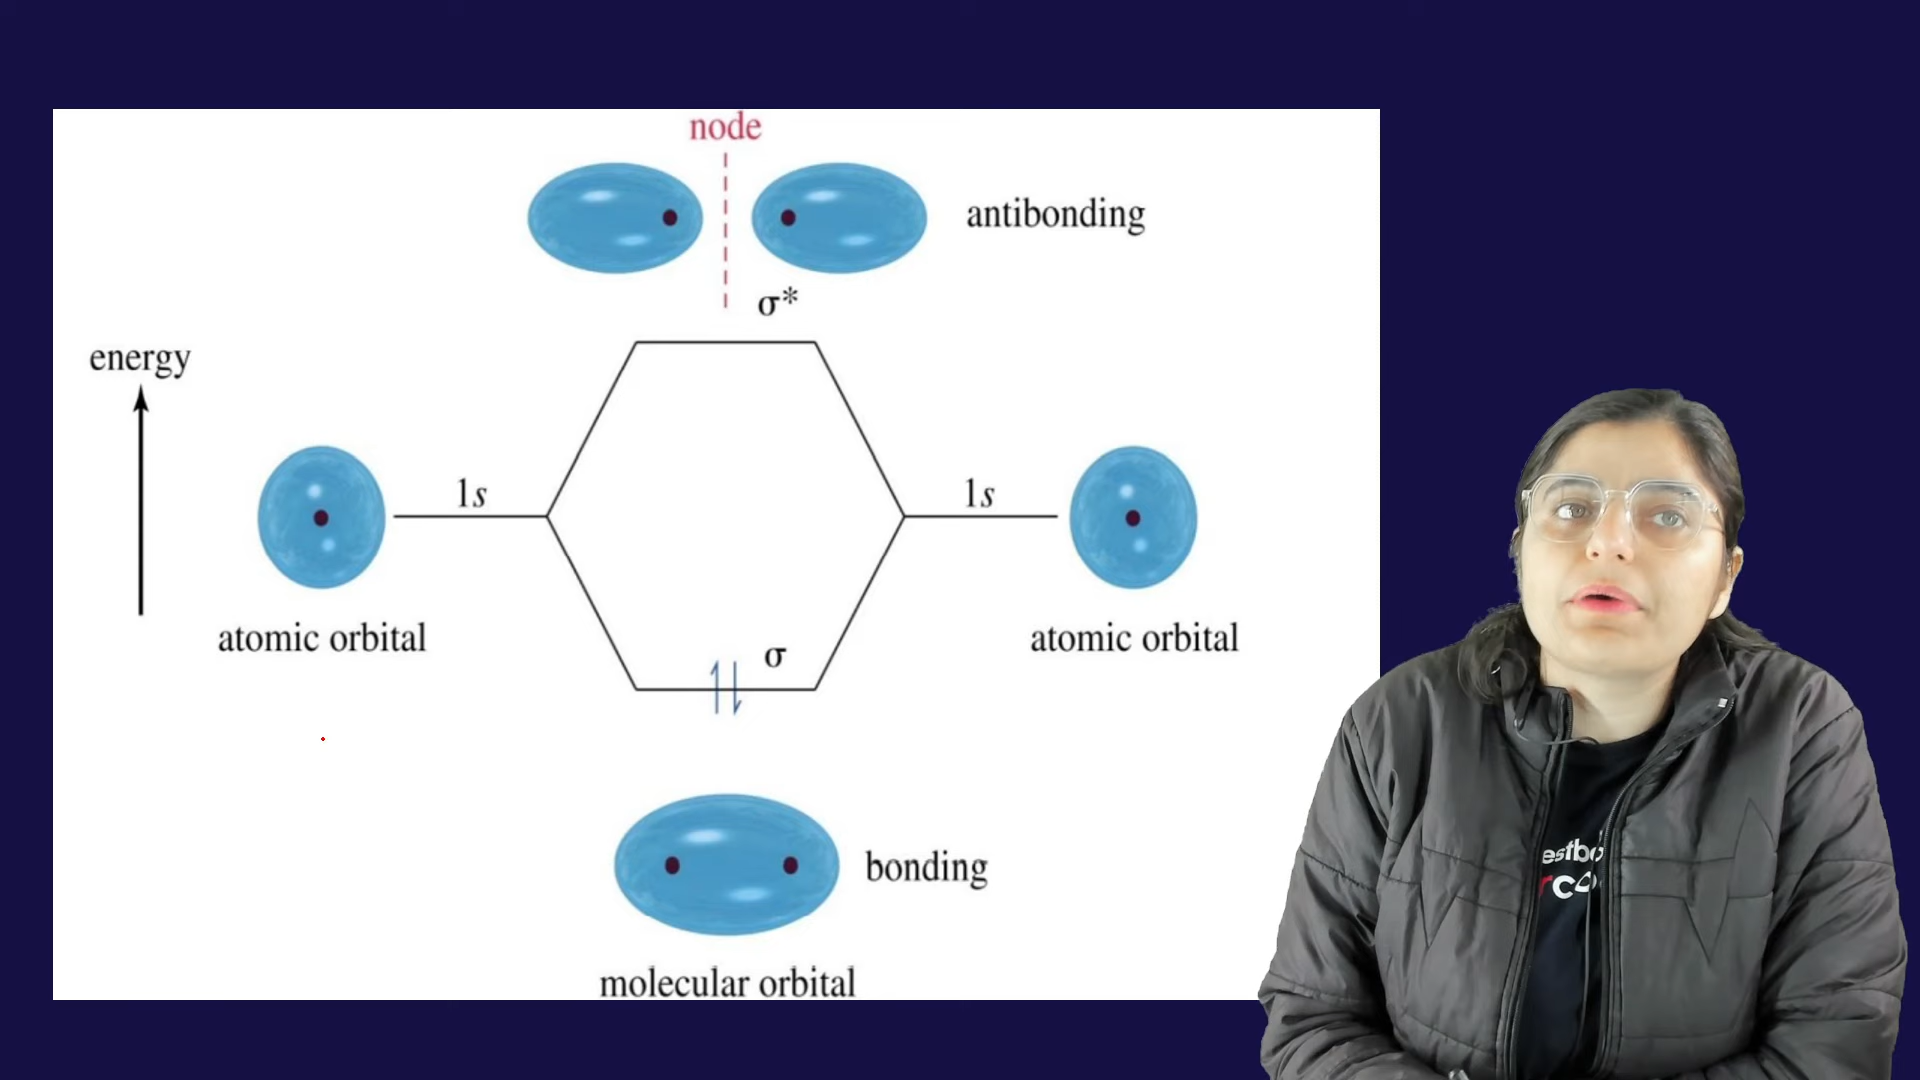 node
antibonding
σ*
energy
1s
1s
atomic orbital
atomic orbital
σ
bonding
molecular orbital